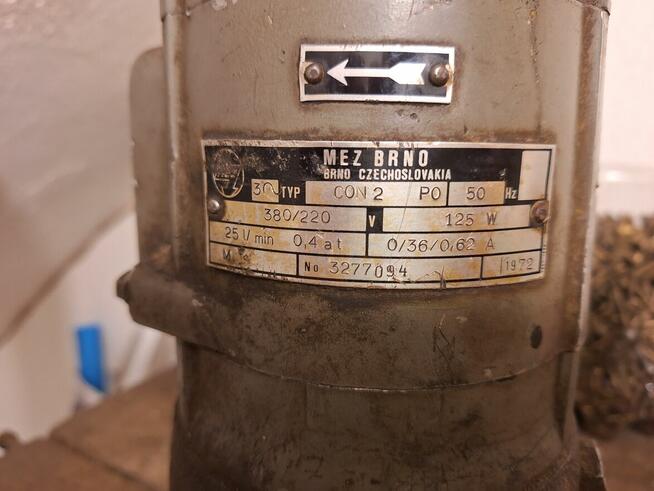 MEZ BRNO
BRNO CZECHOSLOVAKIA
3∿ TYP CON 2 PO 50 Hz
380/220 V 125 W
25 l/min 0,4 at 0/36/0,62 A
No 3277094 1972